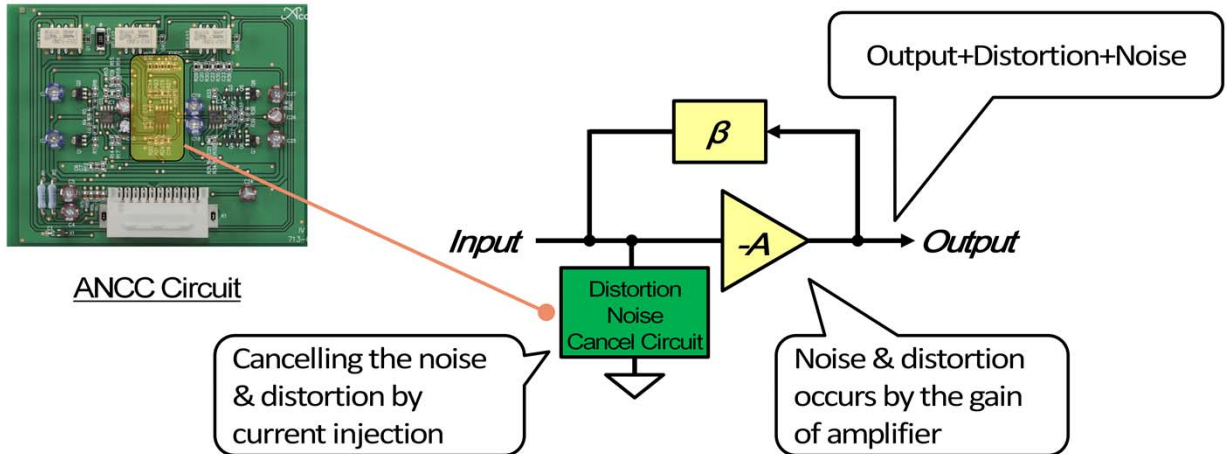 Output+Distortion+Noise
β
Input
-A
Output
ANCC Circuit
Distortion
Noise
Cancel Circuit
Cancelling the noise
& distortion by
current injection
Noise & distortion
occurs by the gain
of amplifier